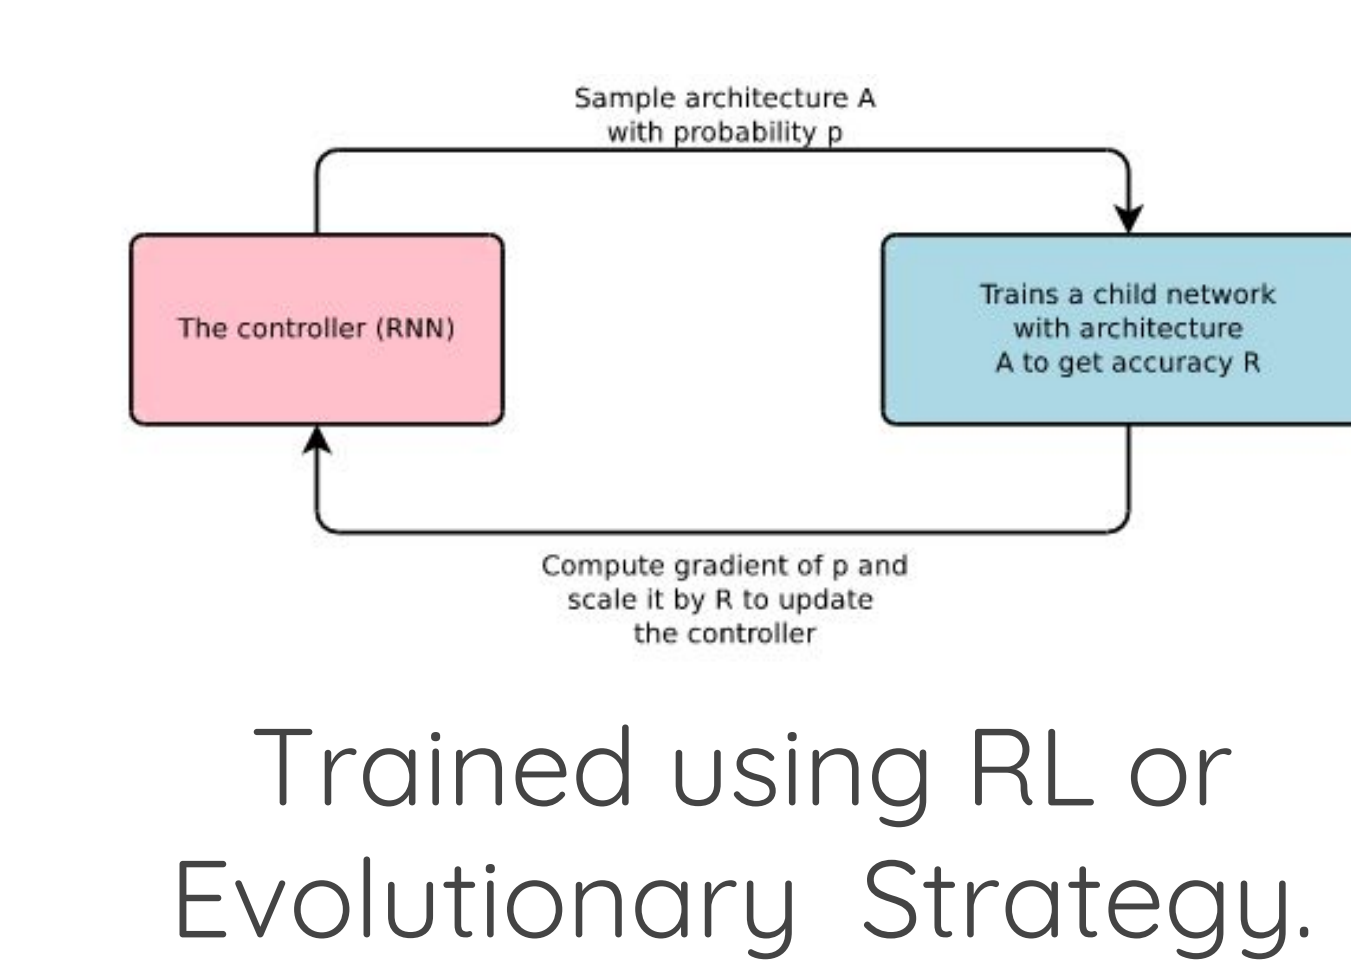 Sample architecture A
with probability p
The controller (RNN)
Trains a child network
with architecture
A to get accuracy R
Compute gradient of p and
scale it by R to update
the controller
Trained using RL or
Evolutionary Strategy.